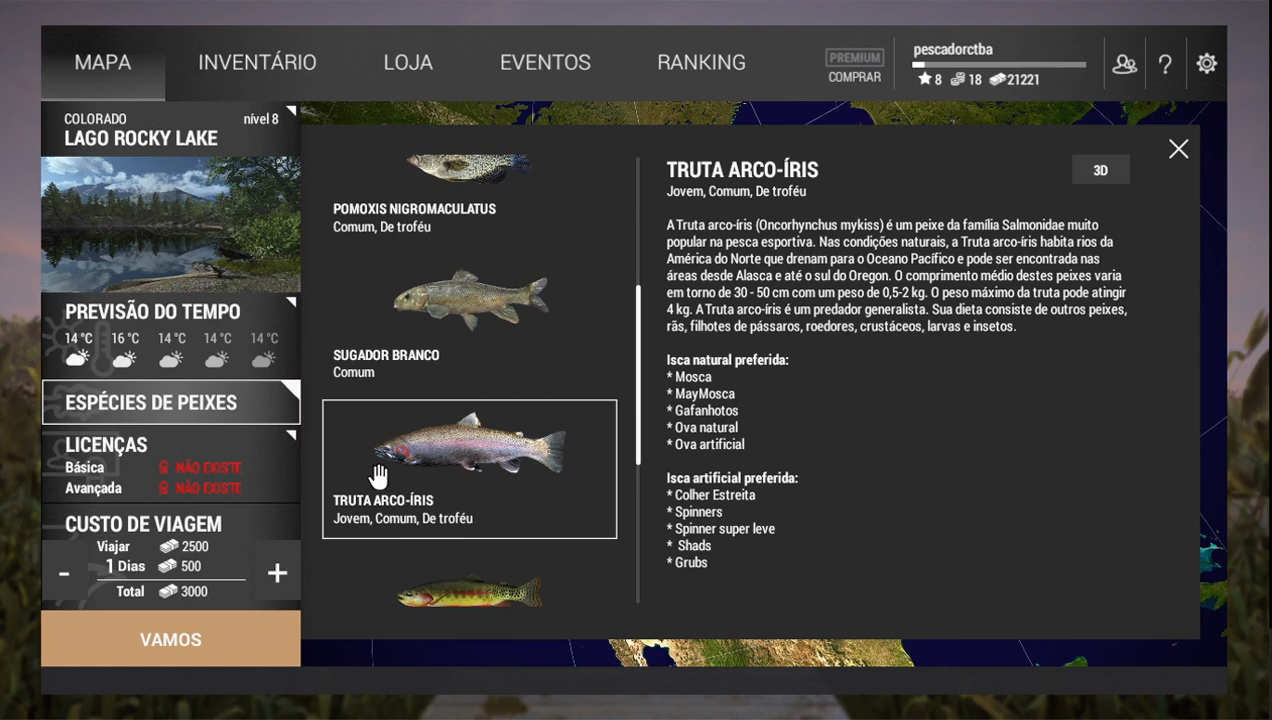 MAPA
INVENTÁRIO
LOJA
EVENTOS
RANKING
PREMIUM
COMPRAR
pescadorctba
8 18 21221
?
COLORADO
nível 8
LAGO ROCKY LAKE
PREVISÃO DO TEMPO
14 °C 16 °C 14 °C 14 °C 14 °C
ESPÉCIES DE PEIXES
LICENÇAS
Básica NÃO EXISTE
Avançada NÃO EXISTE
CUSTO DE VIAGEM
Viajar 2500
- 1 Dias 500 +
Total 3000
VAMOS
POMOXIS NIGROMACULATUS
Comum, De troféu
SUGADOR BRANCO
Comum
TRUTA ARCO-ÍRIS
Jovem, Comum, De troféu
TRUTA ARCO-ÍRIS
3D
Jovem, Comum, De troféu
A Truta arco-íris (Oncorhynchus mykiss) é um peixe da família Salmonidae muito
popular na pesca esportiva. Nas condições naturais, a Truta arco-íris habita rios da
América do Norte que drenam para o Oceano Pacífico e pode ser encontrada nas
áreas desde Alasca e até o sul do Oregon. O comprimento médio destes peixes varia
em torno de 30 - 50 cm com um peso de 0,5-2 kg. O peso máximo da truta pode atingir
4 kg. A Truta arco-íris é um predador generalista. Sua dieta consiste de outros peixes,
rãs, filhotes de pássaros, roedores, crustáceos, larvas e insetos.
Isca natural preferida:
* Mosca
* MayMosca
* Gafanhotos
* Ova natural
* Ova artificial
Isca artificial preferida:
* Colher Estreita
* Spinners
* Spinner super leve
* Shads
* Grubs